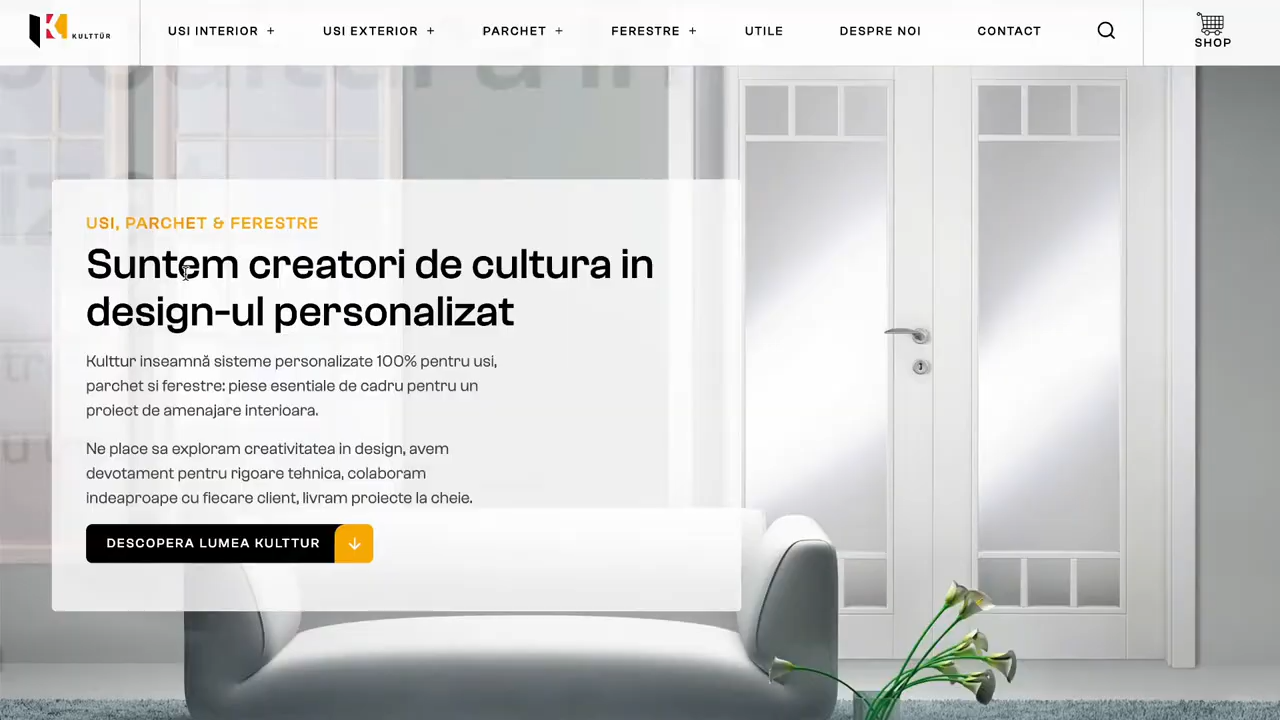 KULTTÜR
USI INTERIOR +
USI EXTERIOR +
PARCHET +
FERESTRE +
UTILE
DESPRE NOI
CONTACT
SHOP
USI, PARCHET & FERESTRE
Suntem creatori de cultura in
design-ul personalizat
Kulttur inseamnă sisteme personalizate 100% pentru usi,
parchet si ferestre: piese esentiale de cadru pentru un
proiect de amenajare interioara.
Ne place sa exploram creativitatea in design, avem
devotament pentru rigoare tehnica, colaboram
indeaproape cu fiecare client, livram proiecte la cheie.
DESCOPERA LUMEA KULTTUR